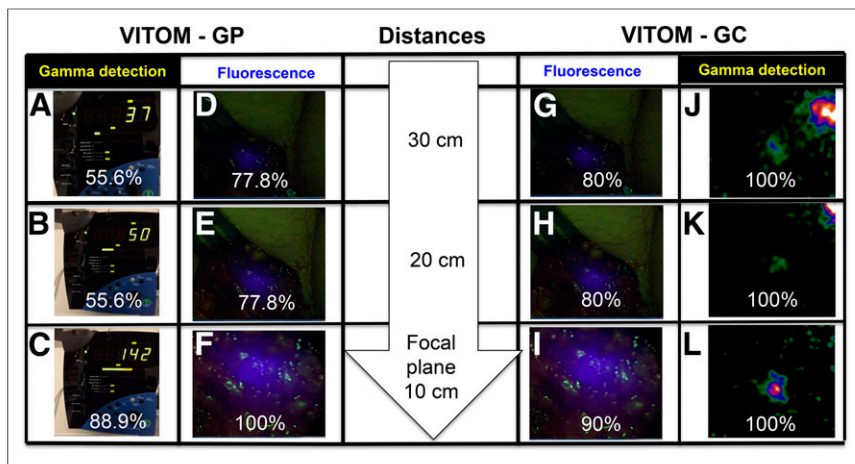 VITOM - GP Distances VITOM - GC
Gamma detection Fluorescence Fluorescence Gamma detection
A 37 55.6% D 77.8% 30 cm G 80% J 100%
B 50 55.6% E 77.8% 20 cm H 80% K 100%
C 142 88.9% F 100% Focal plane 10 cm I 90% L 100%